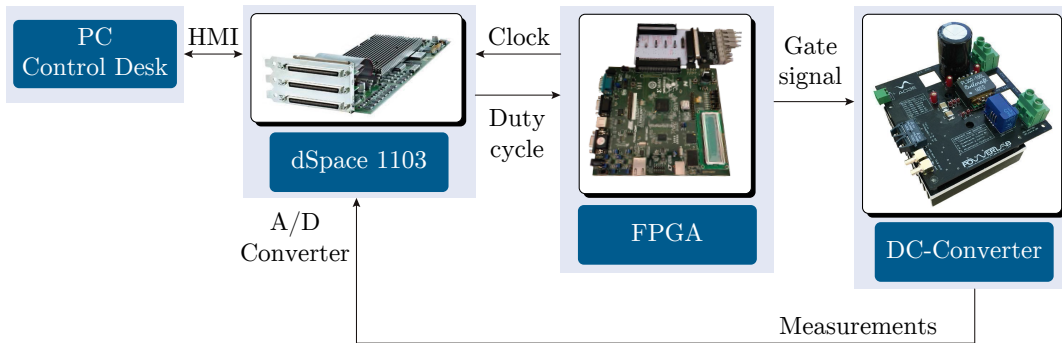 PC
Control Desk
HMI
dSpace 1103
Clock
Duty
cycle
FPGA
Gate
signal
DC-Converter
A/D
Converter
Measurements